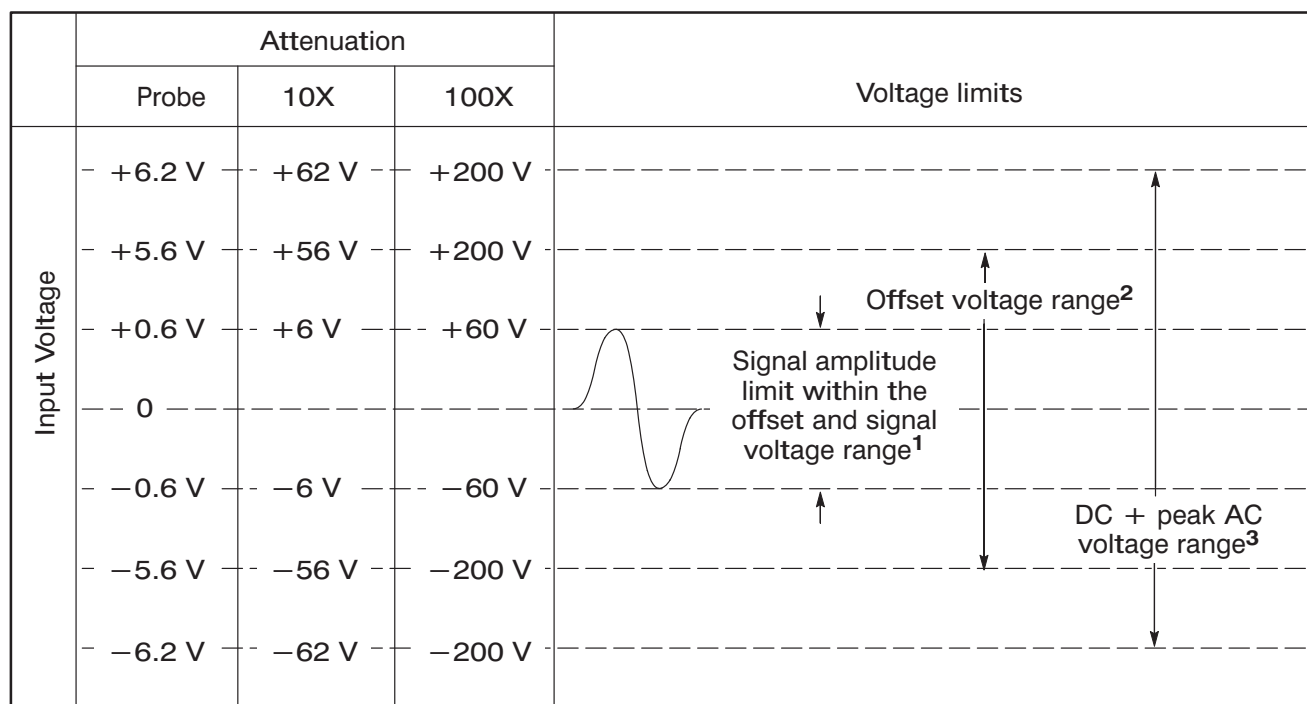 Attenuation
Probe 10X 100X Voltage limits
Input Voltage
+6.2 V +62 V +200 V
+5.6 V +56 V +200 V
Offset voltage range²
+0.6 V +6 V +60 V
Signal amplitude
limit within the
offset and signal
voltage range¹
0
−0.6 V −6 V −60 V
DC + peak AC
voltage range³
−5.6 V −56 V −200 V
−6.2 V −62 V −200 V